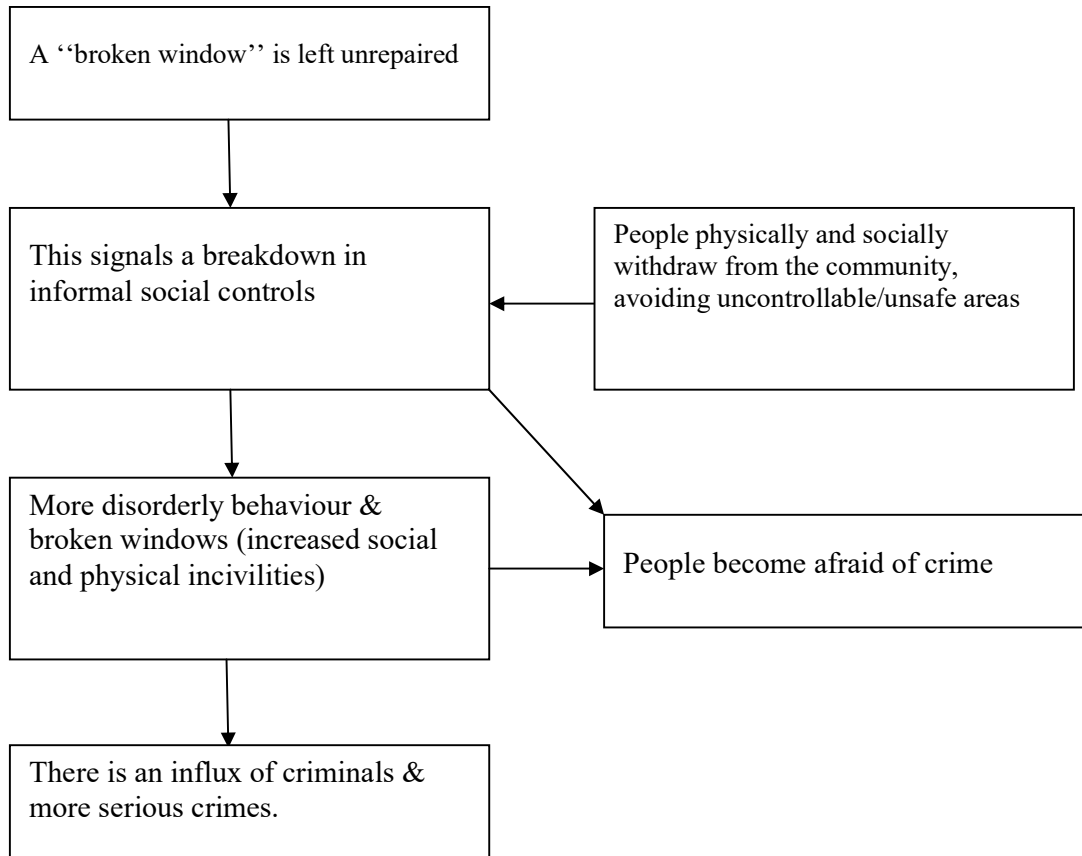 A ‘‘broken window’’ is left unrepaired
This signals a breakdown in
informal social controls
People physically and socially
withdraw from the community,
avoiding uncontrollable/unsafe areas
More disorderly behaviour &
broken windows (increased social
and physical incivilities)
People become afraid of crime
There is an influx of criminals &
more serious crimes.